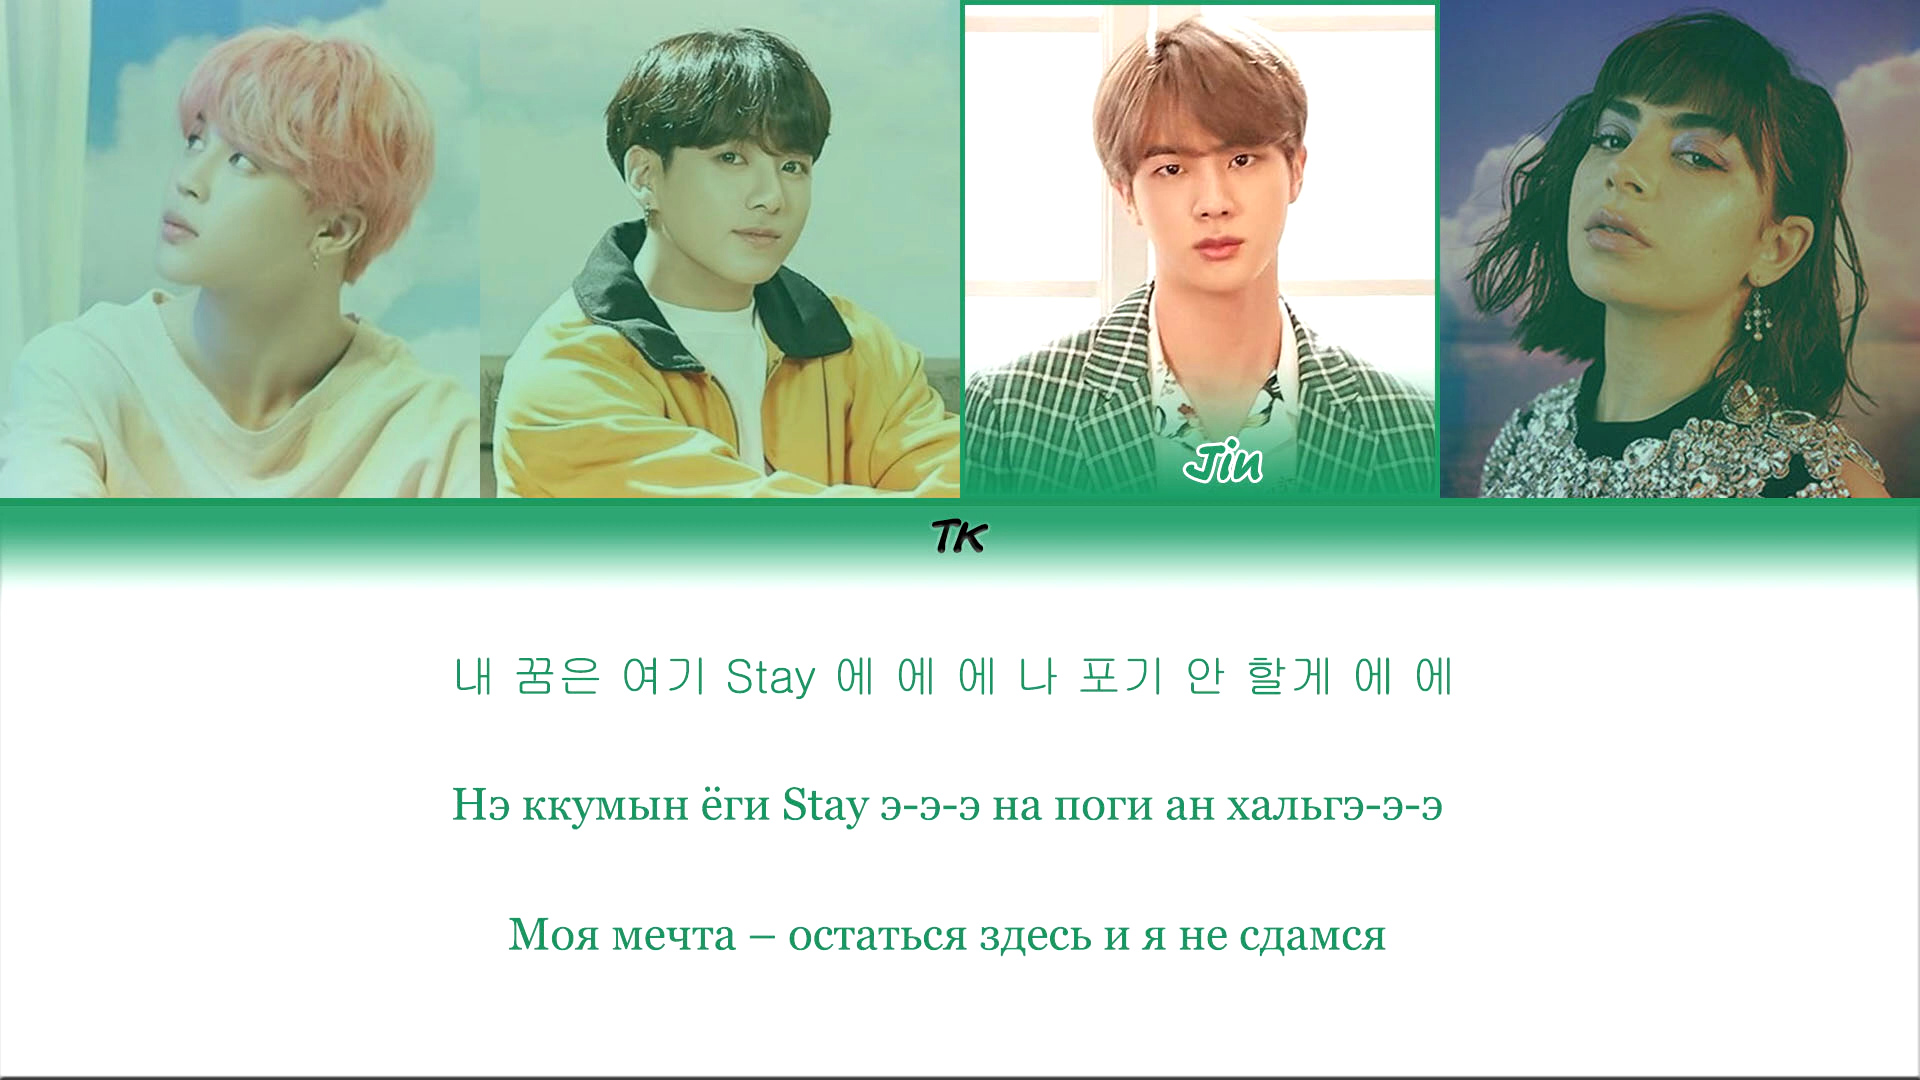 Jin
TK
내 꿈은 여기 Stay 에 에 에 나 포기 안 할게 에 에
Нэ ккумын ёги Stay э-э-э на поги ан хальгэ-э-э
Моя мечта – остаться здесь и я не сдамся